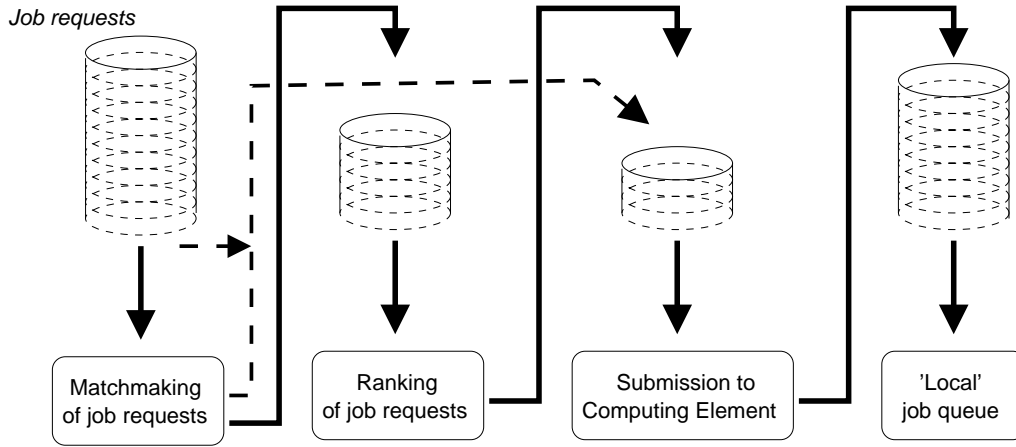 Job requests
Matchmaking
of job requests
Ranking
of job requests
Submission to
Computing Element
’Local’
job queue